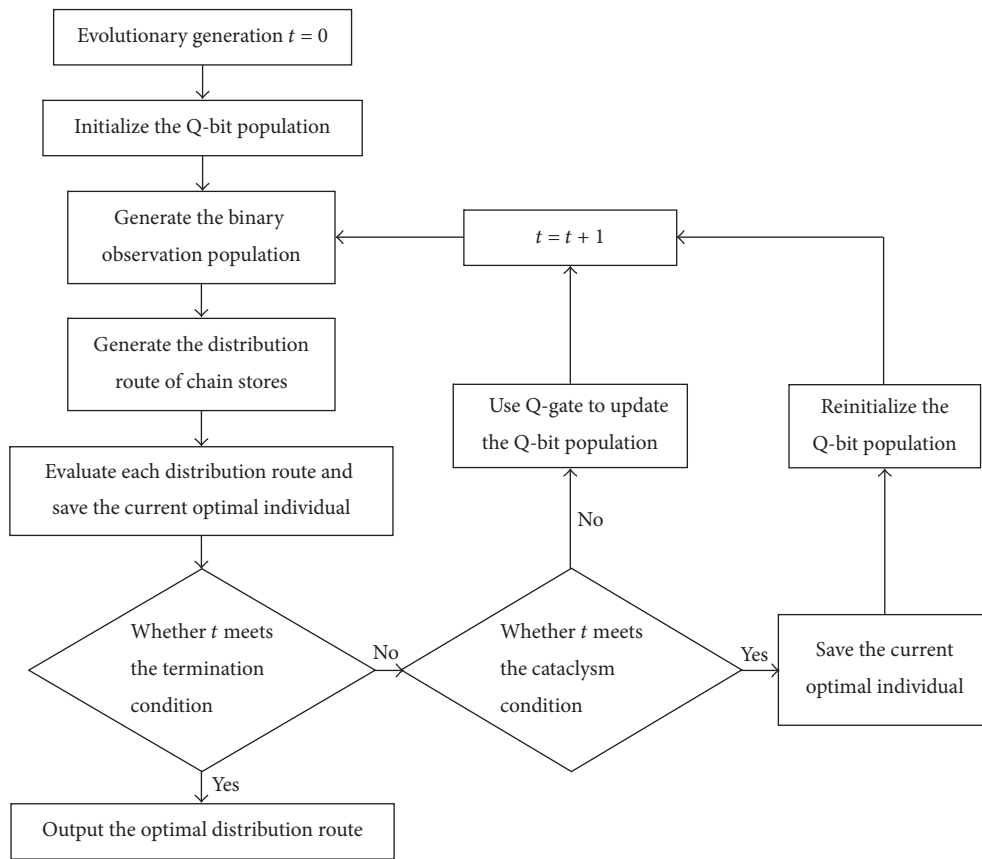 Evolutionary generation t = 0
Initialize the Q-bit population
Generate the binary
observation population
t = t + 1
Generate the distribution
route of chain stores
Use Q-gate to update
the Q-bit population
Reinitialize the
Q-bit population
Evaluate each distribution route and
save the current optimal individual
No
Whether t meets
the termination
condition
No
Whether t meets
the cataclysm
condition
Yes
Save the current
optimal individual
Yes
Output the optimal distribution route